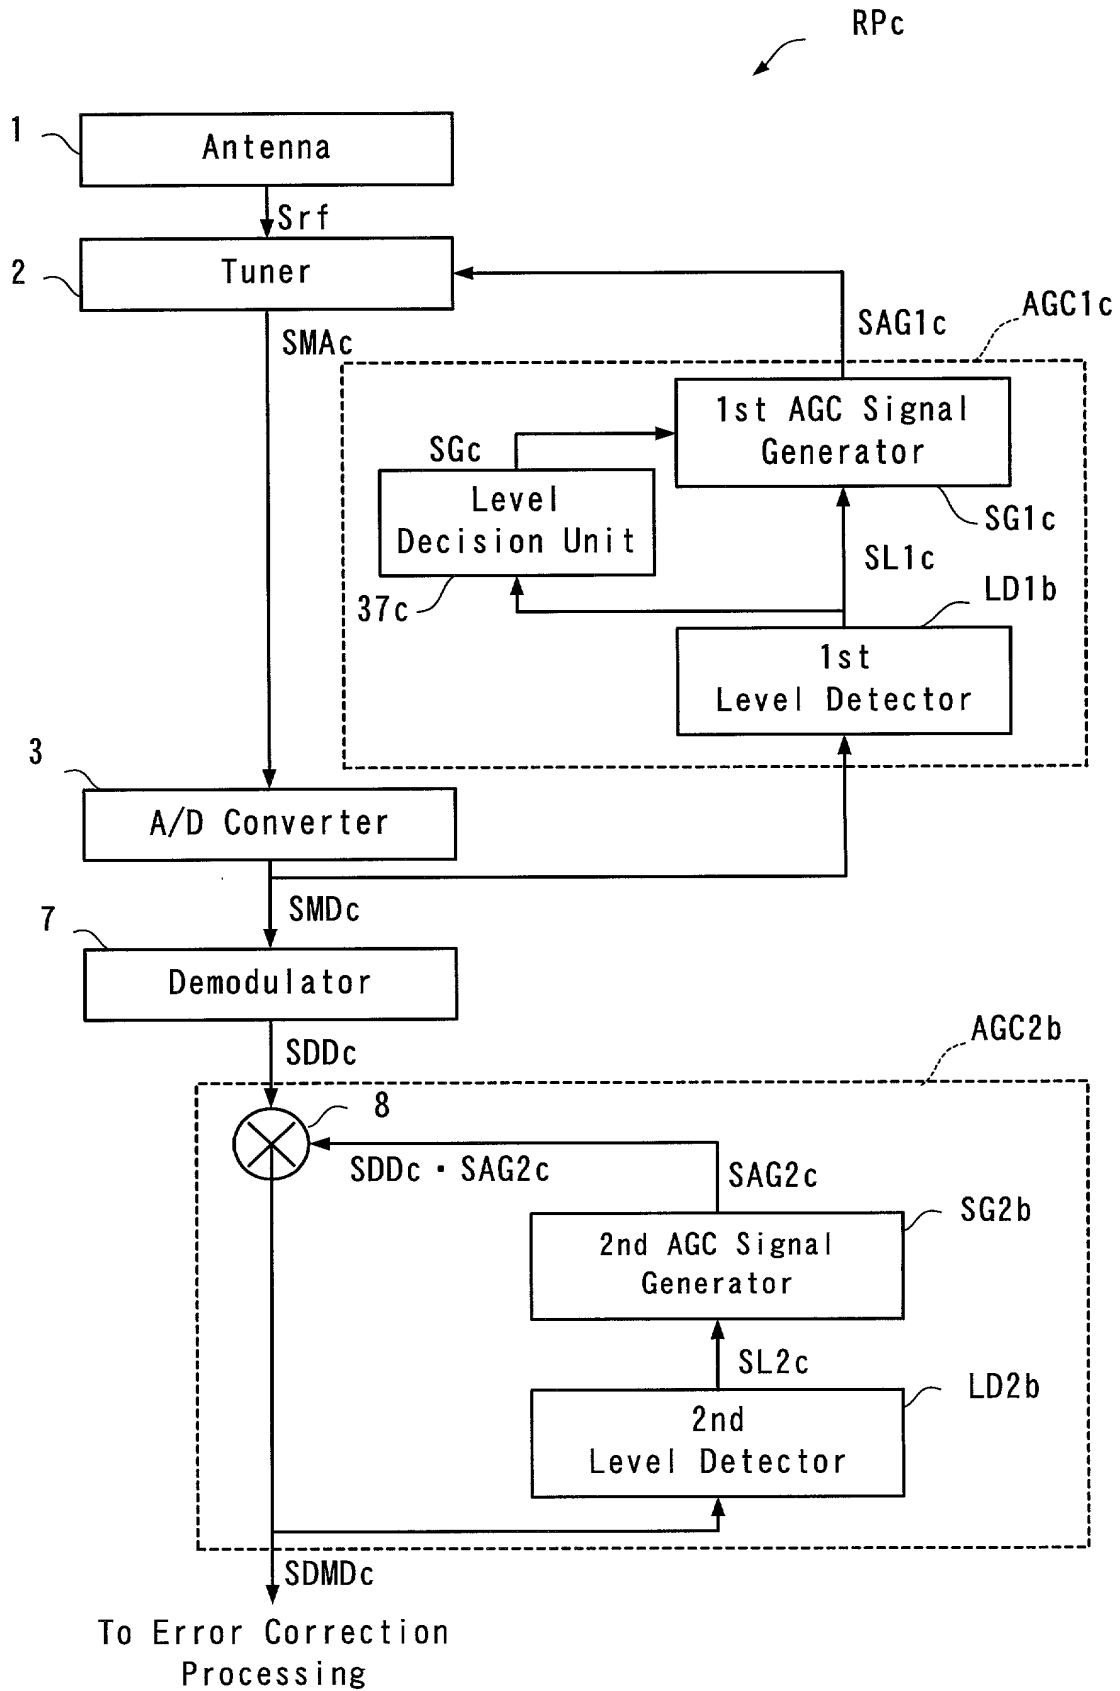 RPc
1
Antenna
Srf
2
Tuner
SMAc
SAG1c
AGC1c
1st AGC Signal
Generator
SGc
SG1c
Level
Decision Unit
37c
SL1c
LD1b
1st
Level Detector
3
A/D Converter
SMDc
7
Demodulator
SDDc
AGC2b
8
SDDc・SAG2c
SAG2c
SG2b
2nd AGC Signal
Generator
SL2c
LD2b
2nd
Level Detector
SDMDc
To Error Correction
Processing